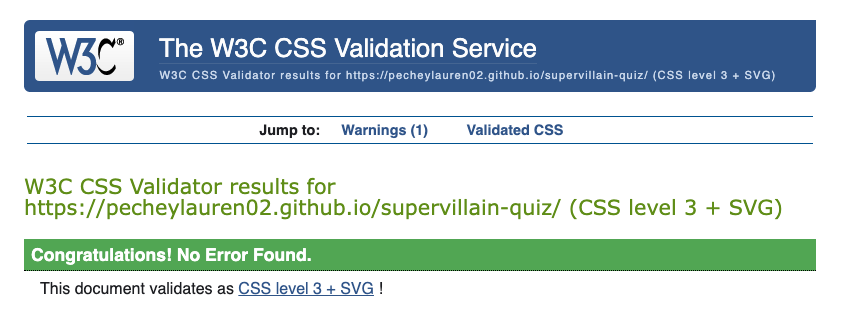 W3C® The W3C CSS Validation Service
W3C CSS Validator results for https://pecheylauren02.github.io/supervillain-quiz/ (CSS level 3 + SVG)
Jump to: Warnings (1) Validated CSS
W3C CSS Validator results for
https://pecheylauren02.github.io/supervillain-quiz/ (CSS level 3 + SVG)
Congratulations! No Error Found.
This document validates as CSS level 3 + SVG !